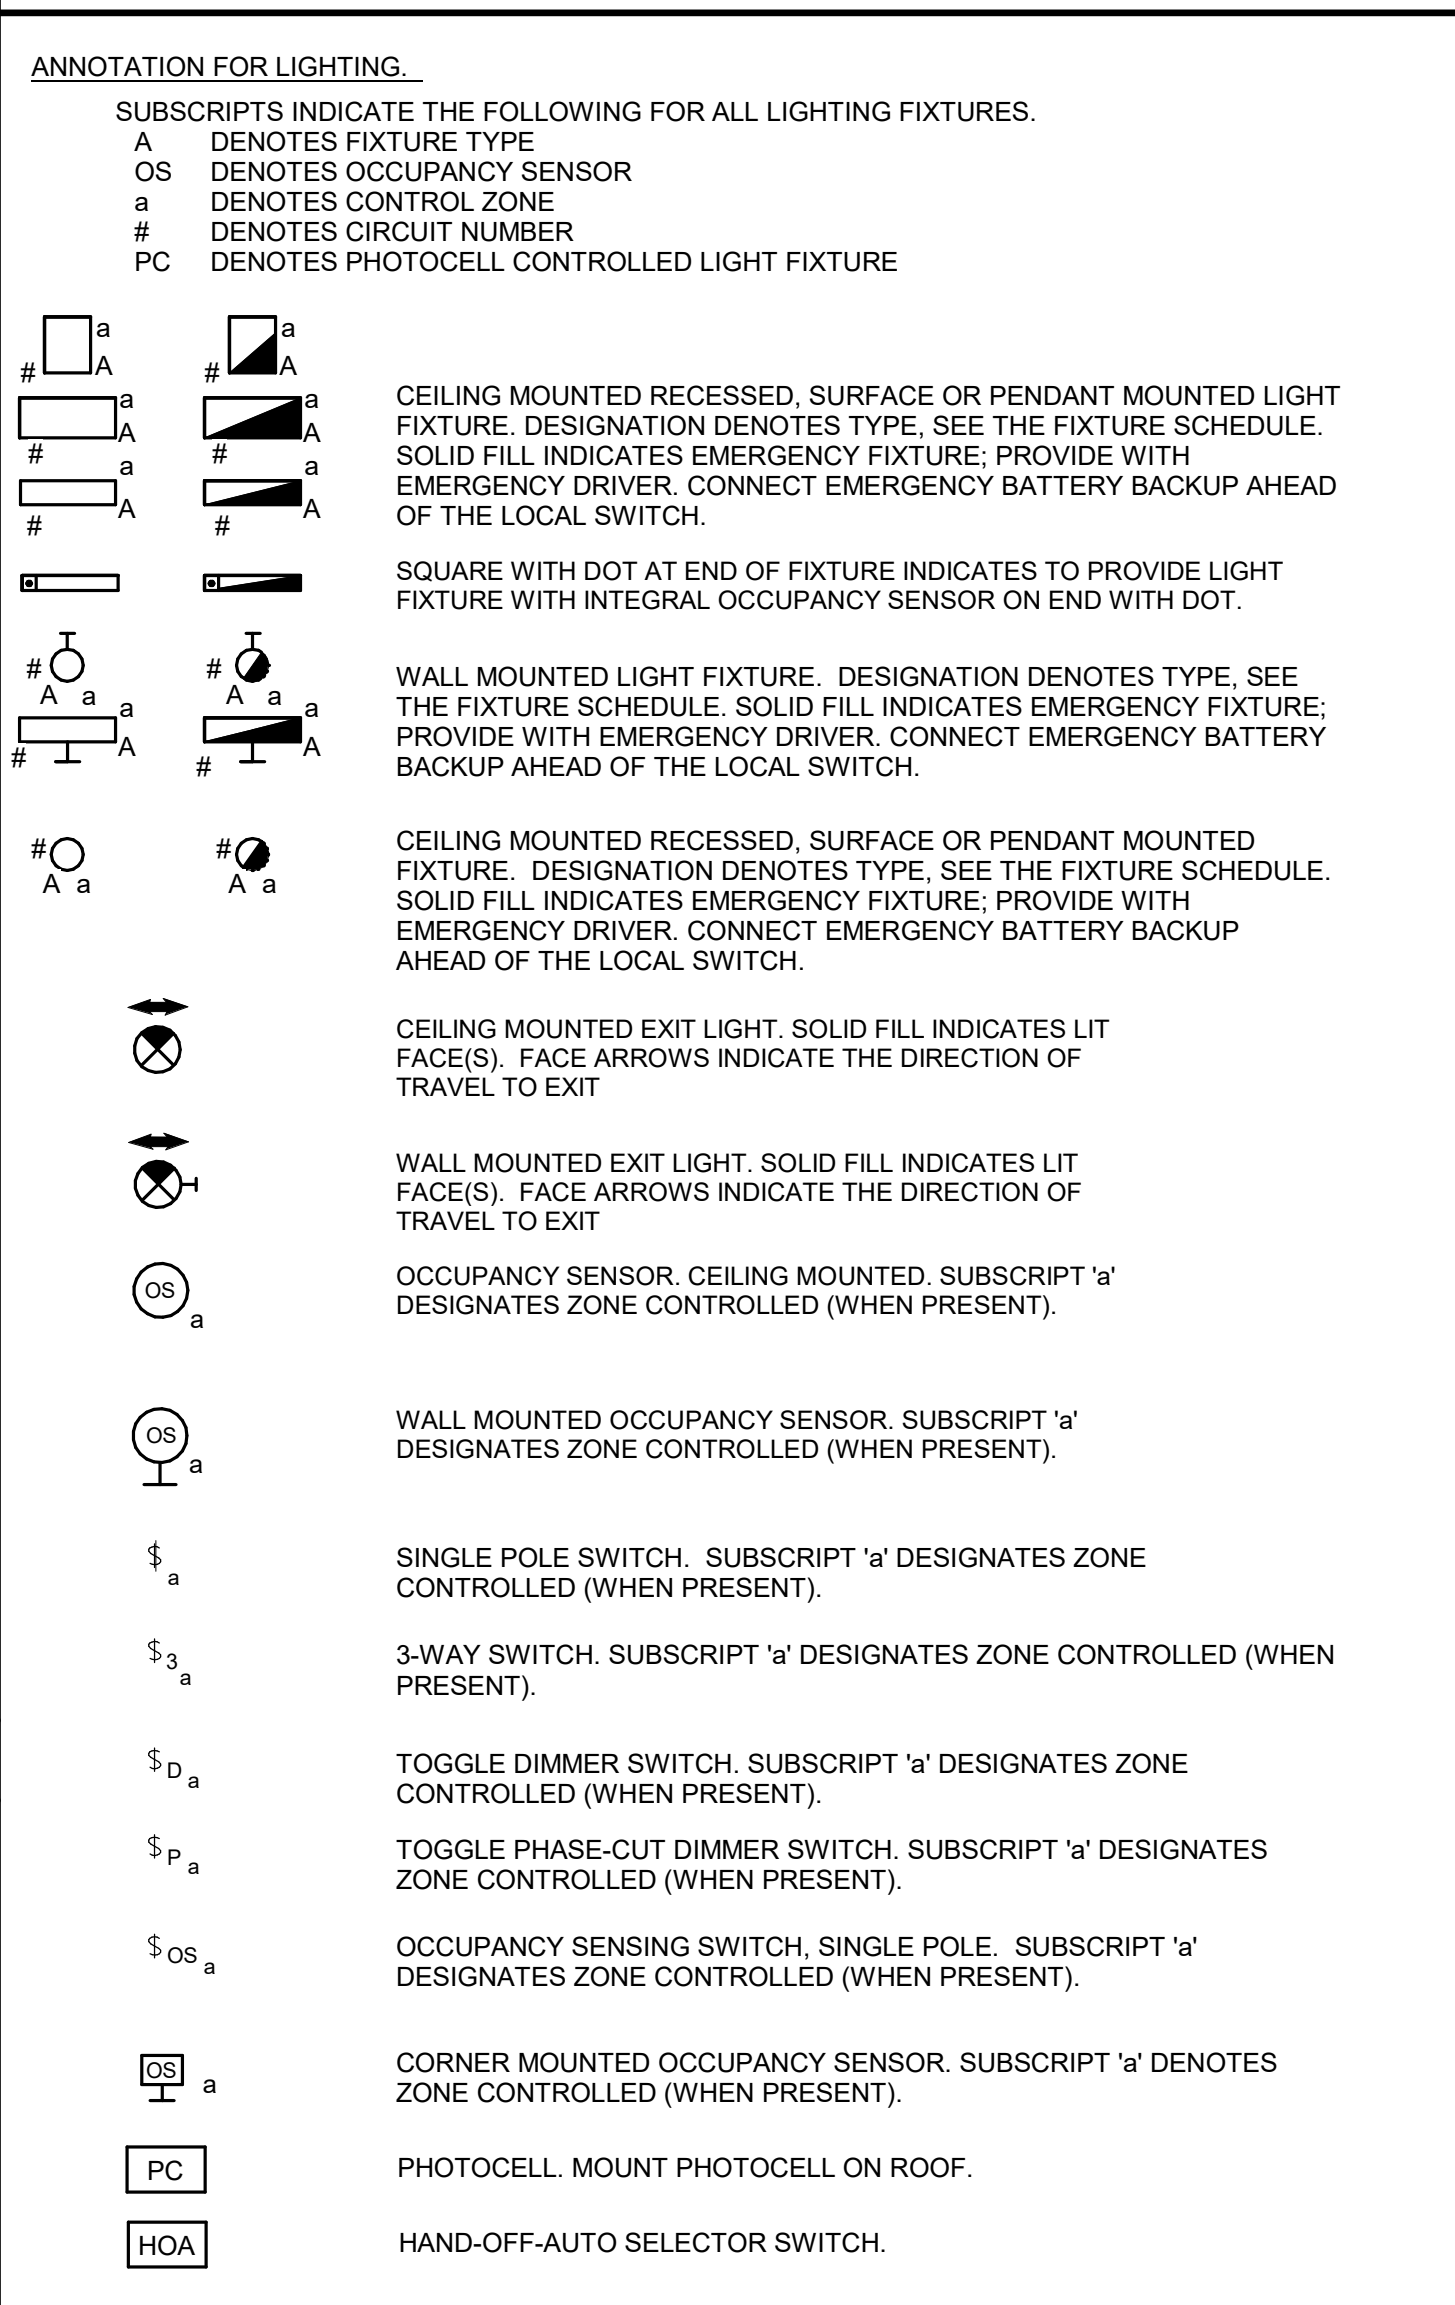 ANNOTATION FOR LIGHTING.
SUBSCRIPTS INDICATE THE FOLLOWING FOR ALL LIGHTING FIXTURES.
A DENOTES FIXTURE TYPE
OS DENOTES OCCUPANCY SENSOR
a DENOTES CONTROL ZONE
# DENOTES CIRCUIT NUMBER
PC DENOTES PHOTOCELL CONTROLLED LIGHT FIXTURE
a a
# A # A
a a
A A
# #
a a
A A
# #
CEILING MOUNTED RECESSED, SURFACE OR PENDANT MOUNTED LIGHT
FIXTURE. DESIGNATION DENOTES TYPE, SEE THE FIXTURE SCHEDULE.
SOLID FILL INDICATES EMERGENCY FIXTURE; PROVIDE WITH
EMERGENCY DRIVER. CONNECT EMERGENCY BATTERY BACKUP AHEAD
OF THE LOCAL SWITCH.
SQUARE WITH DOT AT END OF FIXTURE INDICATES TO PROVIDE LIGHT
FIXTURE WITH INTEGRAL OCCUPANCY SENSOR ON END WITH DOT.
# #
A a A a
a a
# A # A
WALL MOUNTED LIGHT FIXTURE. DESIGNATION DENOTES TYPE, SEE
THE FIXTURE SCHEDULE. SOLID FILL INDICATES EMERGENCY FIXTURE;
PROVIDE WITH EMERGENCY DRIVER. CONNECT EMERGENCY BATTERY
BACKUP AHEAD OF THE LOCAL SWITCH.
# #
A a A a
CEILING MOUNTED RECESSED, SURFACE OR PENDANT MOUNTED
FIXTURE. DESIGNATION DENOTES TYPE, SEE THE FIXTURE SCHEDULE.
SOLID FILL INDICATES EMERGENCY FIXTURE; PROVIDE WITH
EMERGENCY DRIVER. CONNECT EMERGENCY BATTERY BACKUP
AHEAD OF THE LOCAL SWITCH.
CEILING MOUNTED EXIT LIGHT. SOLID FILL INDICATES LIT
FACE(S). FACE ARROWS INDICATE THE DIRECTION OF
TRAVEL TO EXIT
WALL MOUNTED EXIT LIGHT. SOLID FILL INDICATES LIT
FACE(S). FACE ARROWS INDICATE THE DIRECTION OF
TRAVEL TO EXIT
OS a
OCCUPANCY SENSOR. CEILING MOUNTED. SUBSCRIPT 'a'
DESIGNATES ZONE CONTROLLED (WHEN PRESENT).
OS a
WALL MOUNTED OCCUPANCY SENSOR. SUBSCRIPT 'a'
DESIGNATES ZONE CONTROLLED (WHEN PRESENT).
$ a
SINGLE POLE SWITCH. SUBSCRIPT 'a' DESIGNATES ZONE
CONTROLLED (WHEN PRESENT).
$ 3 a
3-WAY SWITCH. SUBSCRIPT 'a' DESIGNATES ZONE CONTROLLED (WHEN
PRESENT).
$ D a
TOGGLE DIMMER SWITCH. SUBSCRIPT 'a' DESIGNATES ZONE
CONTROLLED (WHEN PRESENT).
$ P a
TOGGLE PHASE-CUT DIMMER SWITCH. SUBSCRIPT 'a' DESIGNATES
ZONE CONTROLLED (WHEN PRESENT).
$ OS a
OCCUPANCY SENSING SWITCH, SINGLE POLE. SUBSCRIPT 'a'
DESIGNATES ZONE CONTROLLED (WHEN PRESENT).
OS a
CORNER MOUNTED OCCUPANCY SENSOR. SUBSCRIPT 'a' DENOTES
ZONE CONTROLLED (WHEN PRESENT).
PC PHOTOCELL. MOUNT PHOTOCELL ON ROOF.
HOA HAND-OFF-AUTO SELECTOR SWITCH.